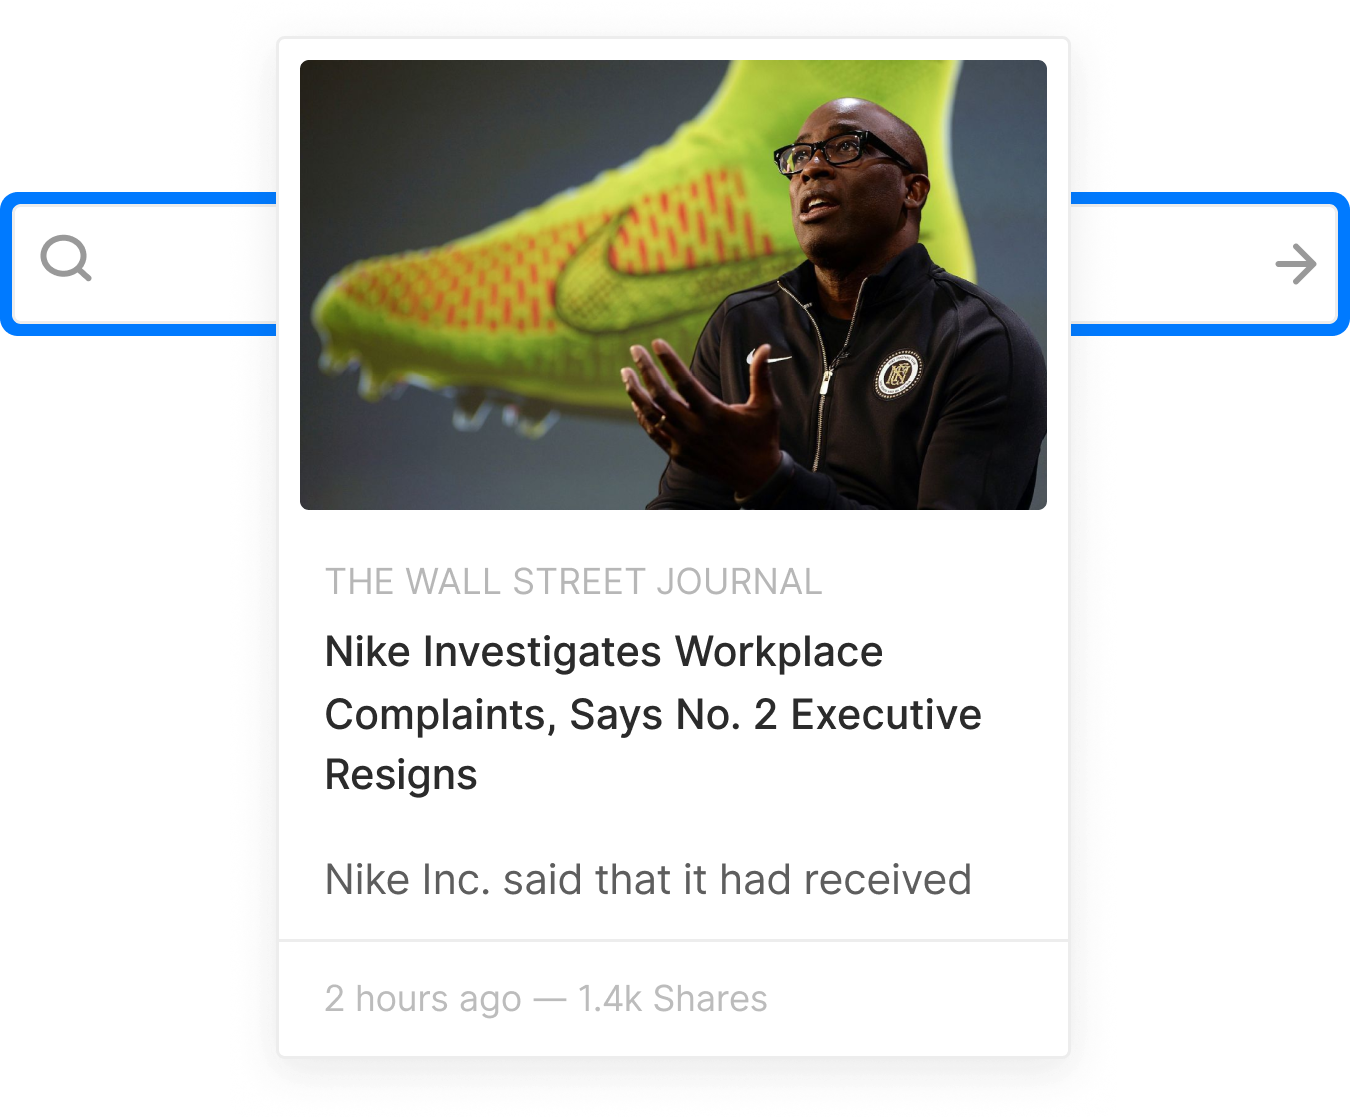 THE WALL STREET JOURNAL
Nike Investigates Workplace
Complaints, Says No. 2 Executive
Resigns
Nike Inc. said that it had received
2 hours ago — 1.4k Shares